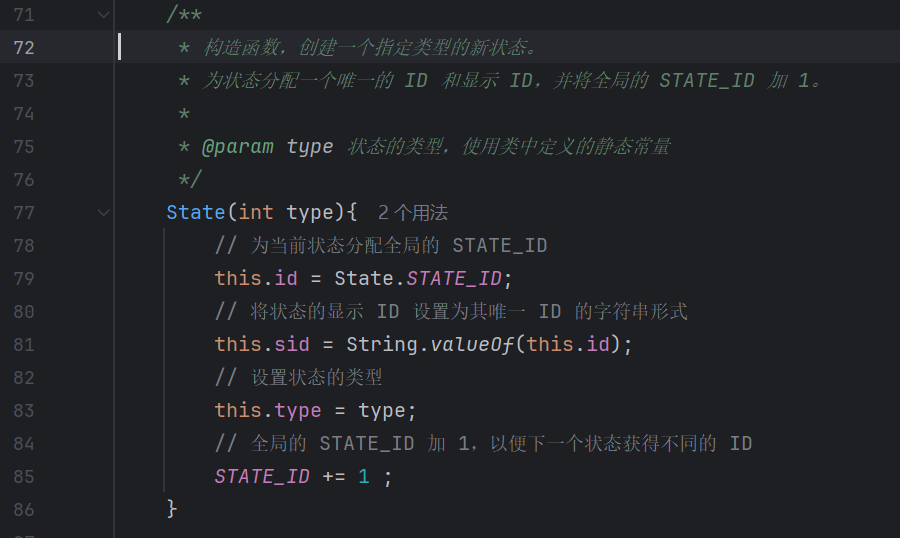 71 /**
72 * 构造函数，创建一个指定类型的新状态。
73 * 为状态分配一个唯一的 ID 和显示 ID，并将全局的 STATE_ID 加 1。
74 *
75 * @param type 状态的类型，使用类中定义的静态常量
76 */
77 State(int type){ 2个用法
78 // 为当前状态分配全局的 STATE_ID
79 this.id = State.STATE_ID;
80 // 将状态的显示 ID 设置为其唯一 ID 的字符串形式
81 this.sid = String.valueOf(this.id);
82 // 设置状态的类型
83 this.type = type;
84 // 全局的 STATE_ID 加 1，以便下一个状态获得不同的 ID
85 STATE_ID += 1 ;
86 }